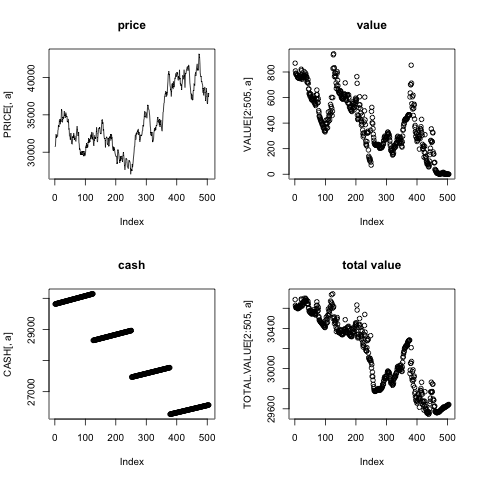 price
PRICE[, a]
30000 35000 40000
0 100 200 300 400 500
Index
value
VALUE[2:505, a]
0 200 400 600 800
0 100 200 300 400 500
Index
cash
CASH[, a]
27000 29000
0 100 200 300 400 500
Index
total value
TOTAL.VALUE[2:505, a]
29600 30000 30400
0 100 200 300 400 500
Index